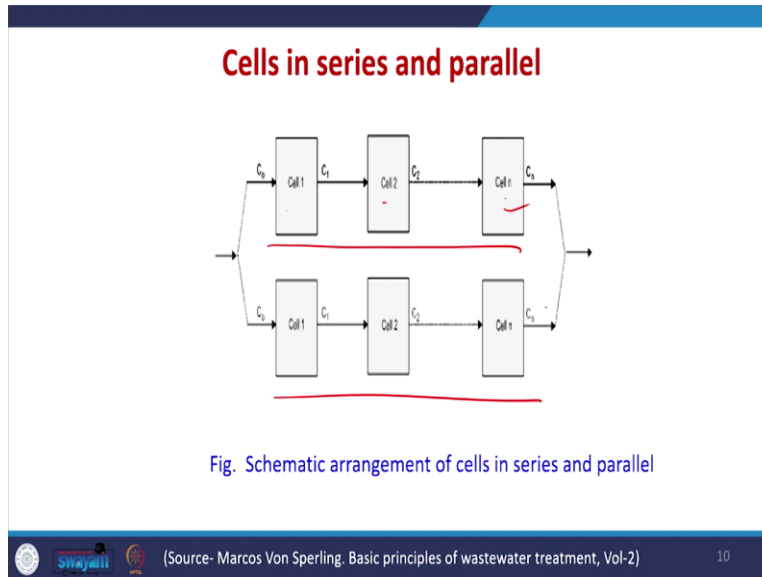 Cells in series and parallel
C₀ Cell 1 C₁ Cell 2 C₂ Cell n Cₙ
C₀ Cell 1 C₁ Cell 2 C₂ Cell n Cₙ
Fig. Schematic arrangement of cells in series and parallel
swayam (Source- Marcos Von Sperling. Basic principles of wastewater treatment, Vol-2) 10